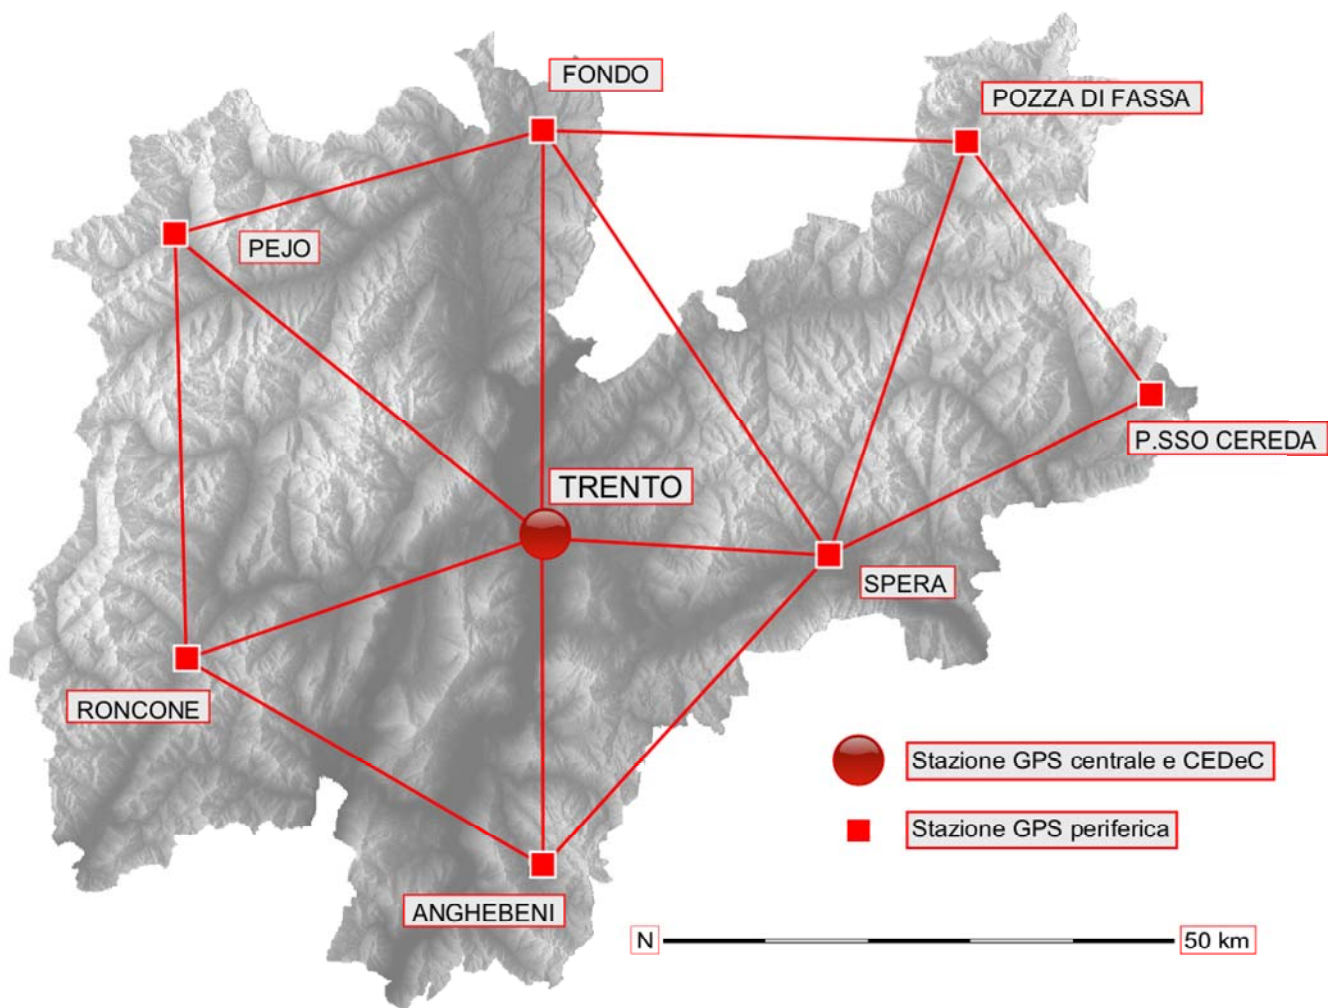 FONDO
POZZA DI FASSA
PEJO
P.SSO CEREDA
TRENTO
SPERA
RONCONE
Stazione GPS centrale e CEDeC
Stazione GPS periferica
ANGHEBENI
N
50 km